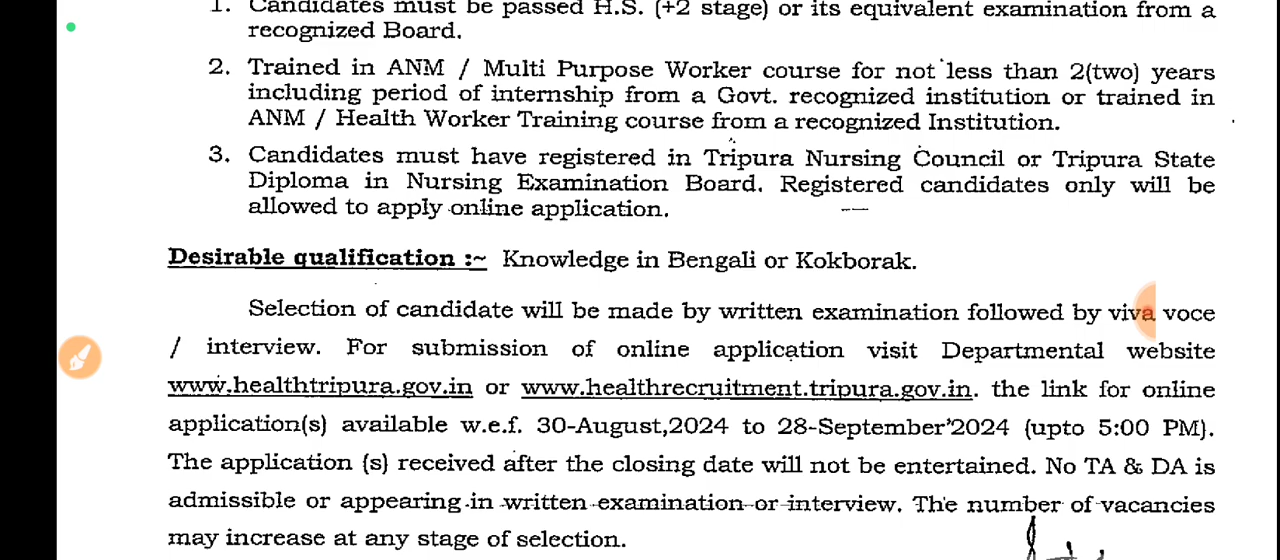 1. Candidates must be passed H.S. (+2 stage) or its equivalent examination from a
recognized Board.
2. Trained in ANM / Multi Purpose Worker course for not less than 2(two) years
including period of internship from a Govt. recognized institution or trained in
ANM / Health Worker Training course from a recognized Institution.
3. Candidates must have registered in Tripura Nursing Council or Tripura State
Diploma in Nursing Examination Board. Registered candidates only will be
allowed to apply online application.
Desirable qualification :~ Knowledge in Bengali or Kokborak.
Selection of candidate will be made by written examination followed by viva voce
/ interview. For submission of online application visit Departmental website
www.healthtripura.gov.in or www.healthrecruitment.tripura.gov.in. the link for online
application(s) available w.e.f. 30-August,2024 to 28-September'2024 (upto 5:00 PM).
The application (s) received after the closing date will not be entertained. No TA & DA is
admissible or appearing in written examination or interview. The number of vacancies
may increase at any stage of selection.